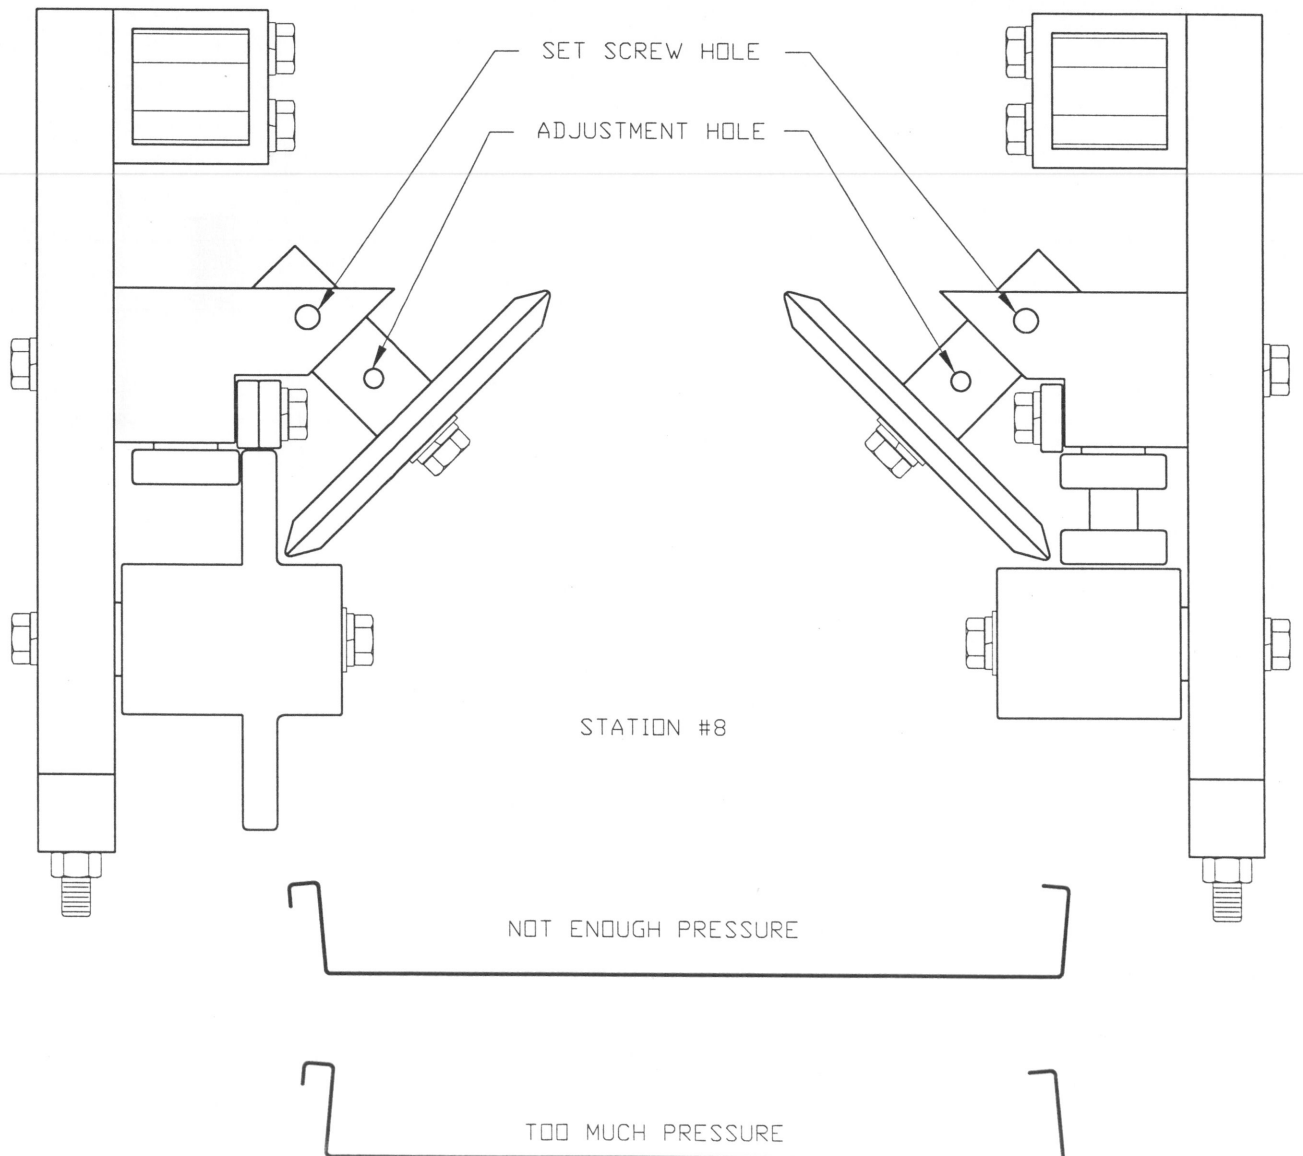 SET SCREW HOLE
ADJUSTMENT HOLE
STATION #8
NOT ENOUGH PRESSURE
TOO MUCH PRESSURE